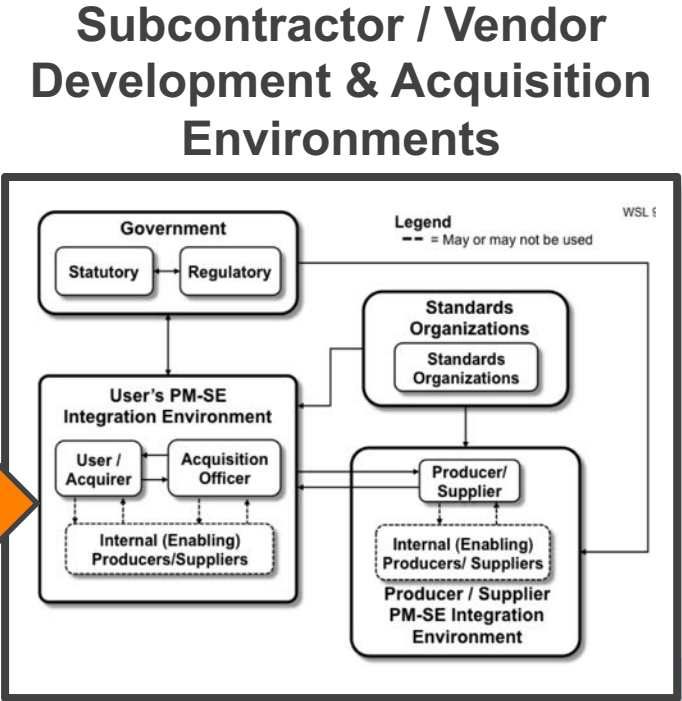 Subcontractor / Vendor
Development & Acquisition
Environments
WSL 9
Government
Statutory
Regulatory
Legend
= May or may not be used
Standards
Organizations
Standards
Organizations
User's PM-SE
Integration Environment
User /
Acquirer
Acquisition
Officer
Internal (Enabling)
Producers/Suppliers
Producer/
Supplier
Internal (Enabling)
Producers/ Suppliers
Producer / Supplier
PM-SE Integration
Environment